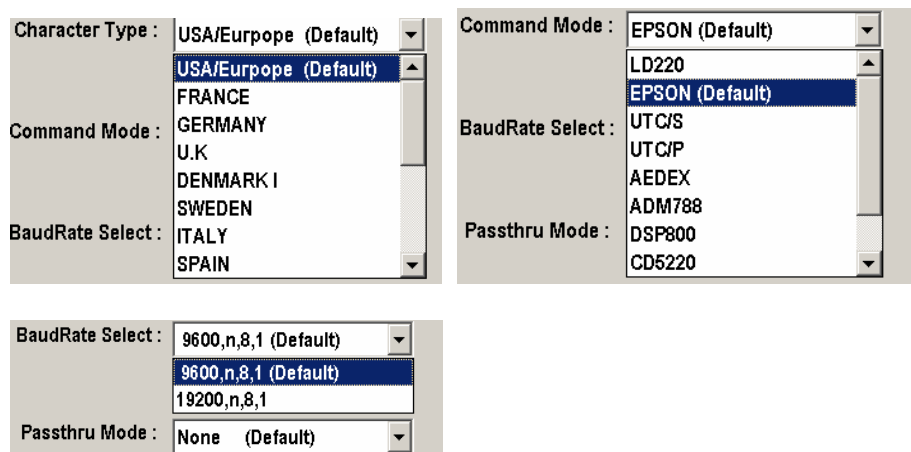 Character Type : USA/Eurpope (Default)
USA/Eurpope (Default)
FRANCE
GERMANY
Command Mode :
U.K
DENMARK I
SWEDEN
BaudRate Select :
ITALY
SPAIN
Command Mode : EPSON (Default)
LD220
EPSON (Default)
BaudRate Select :
UTC/S
UTC/P
AEDEX
ADM788
Passthru Mode :
DSP800
CD5220
BaudRate Select : 9600,n,8,1 (Default)
9600,n,8,1 (Default)
19200,n,8,1
Passthru Mode : None (Default)